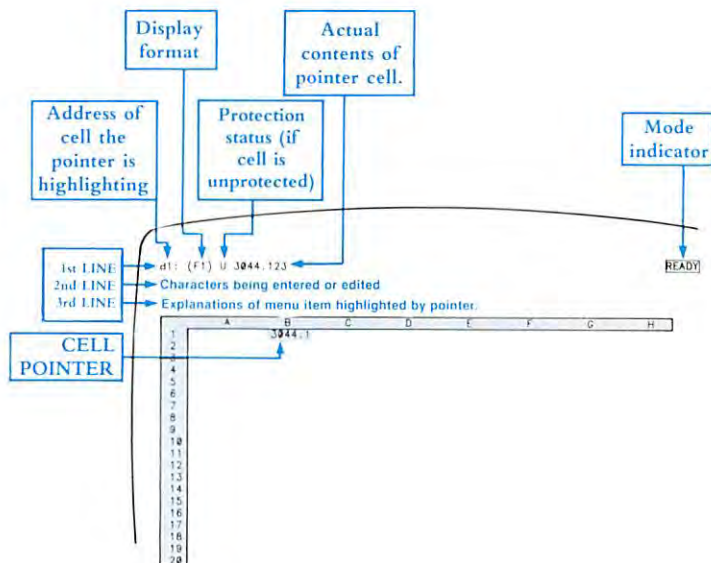 Display
format
Actual
contents of
pointer cell.
Address of
cell the
pointer is
highlighting
Protection
status (if
cell is
unprotected)
Mode
indicator
1st LINE d1: (F1) U 3044.123 READY
2nd LINE Characters being entered or edited
3rd LINE Explanations of menu item highlighted by pointer.
A B C D E F G H
CELL
POINTER
1 3044.1
2
3
4
5
6
7
8
9
10
11
12
13
14
15
16
17
18
19
20